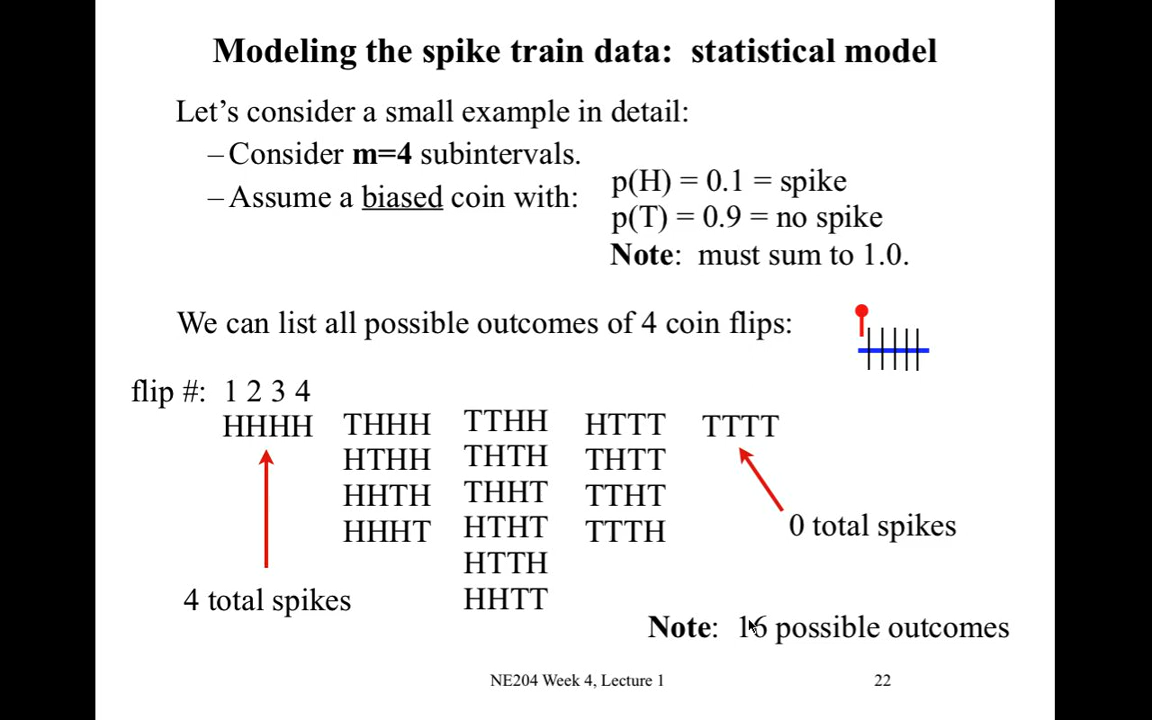 Modeling the spike train data: statistical model
Let's consider a small example in detail:
– Consider m=4 subintervals.
– Assume a biased coin with:
p(H) = 0.1 = spike
p(T) = 0.9 = no spike
Note: must sum to 1.0.
We can list all possible outcomes of 4 coin flips:
flip #: 1 2 3 4
HHHH THHH TTHH HTTT TTTT
HTHH THTH THTT
HHTH THHT TTHT
HHHT HTHT TTTH
0 total spikes
HTTH
4 total spikes
HHTT
Note: 16 possible outcomes
NE204 Week 4, Lecture 1
22